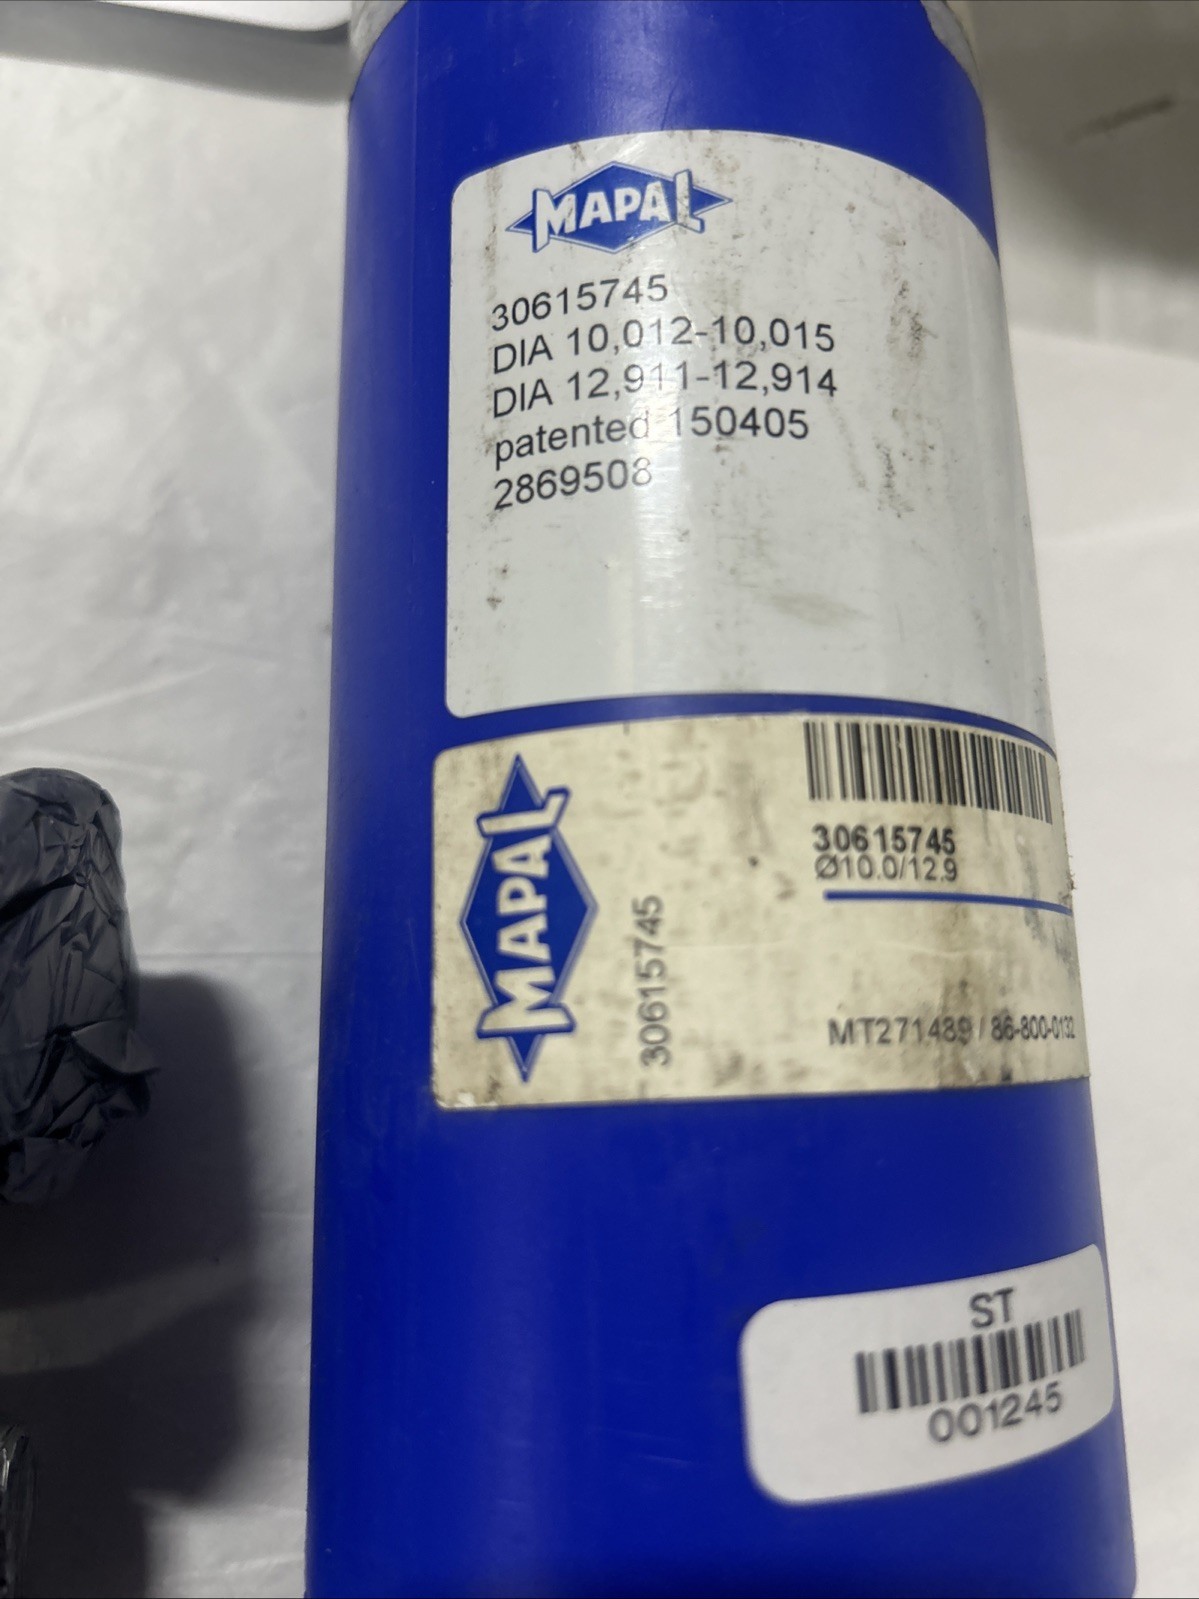 MAPAL
30615745
DIA 10,012-10,015
DIA 12,911-12,914
patented 150405
2869508
MAPAL
30615745
30615745
Ø10.0/12.9
MT271489 / 86-800-0132
ST
001245